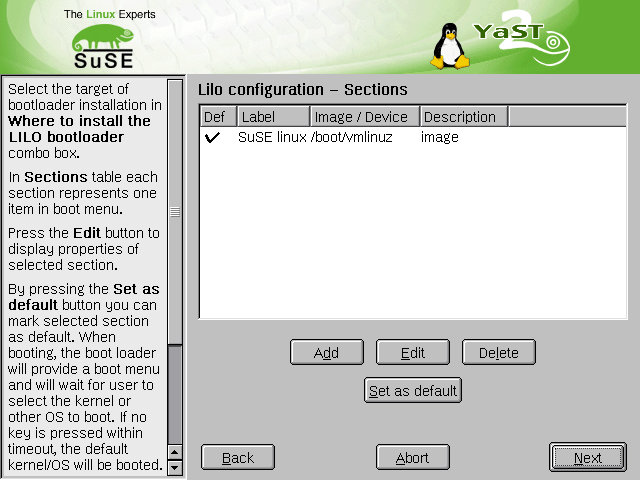 The Linux Experts
SuSE
YaST
2
Select the target of
bootloader installation in
Where to install the
LILO bootloader
combo box.
In Sections table each
section represents one
item in boot menu.
Press the Edit button to
display properties of
selected section.
By pressing the Set as
default button you can
mark selected section
as default. When
booting, the boot loader
will provide a boot menu
and will wait for user to
select the kernel or
other OS to boot. If no
key is pressed within
timeout, the default
kernel/OS will be booted.
Lilo configuration – Sections
Def Label Image / Device Description
SuSE linux /boot/vmlinuz image
Add Edit Delete
Set as default
Back Abort Next